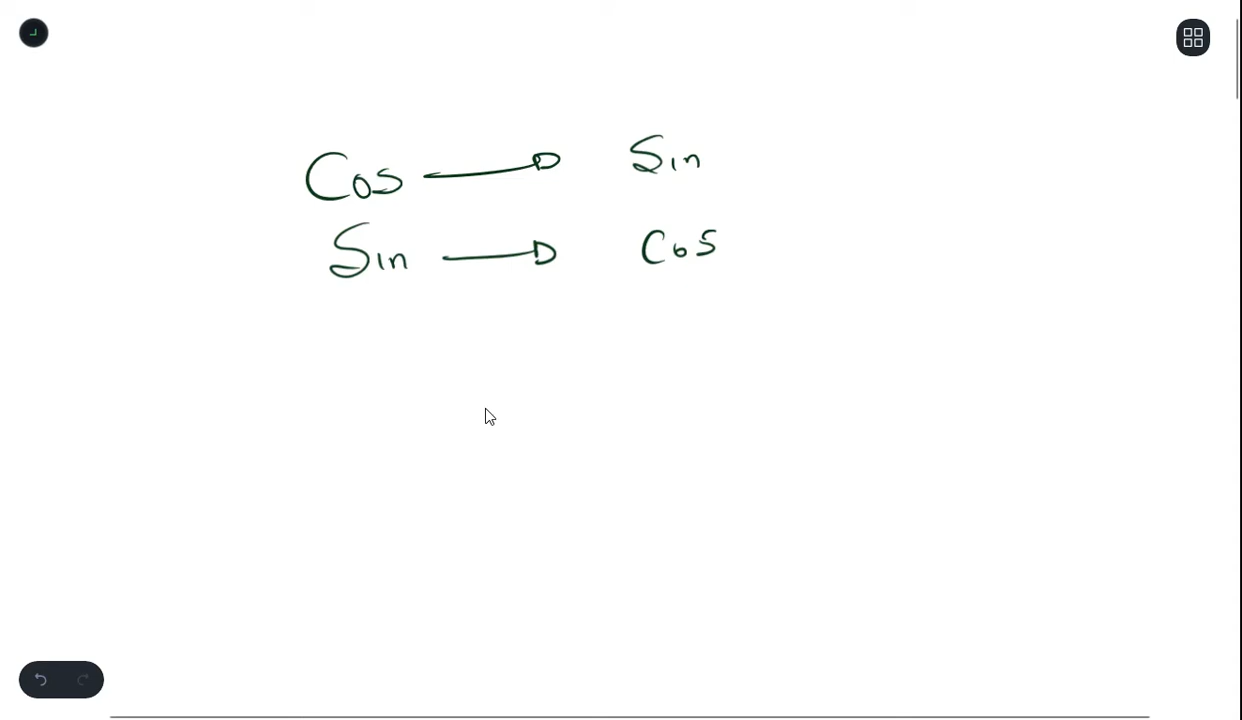 Cos → Sin
Sin → Cos